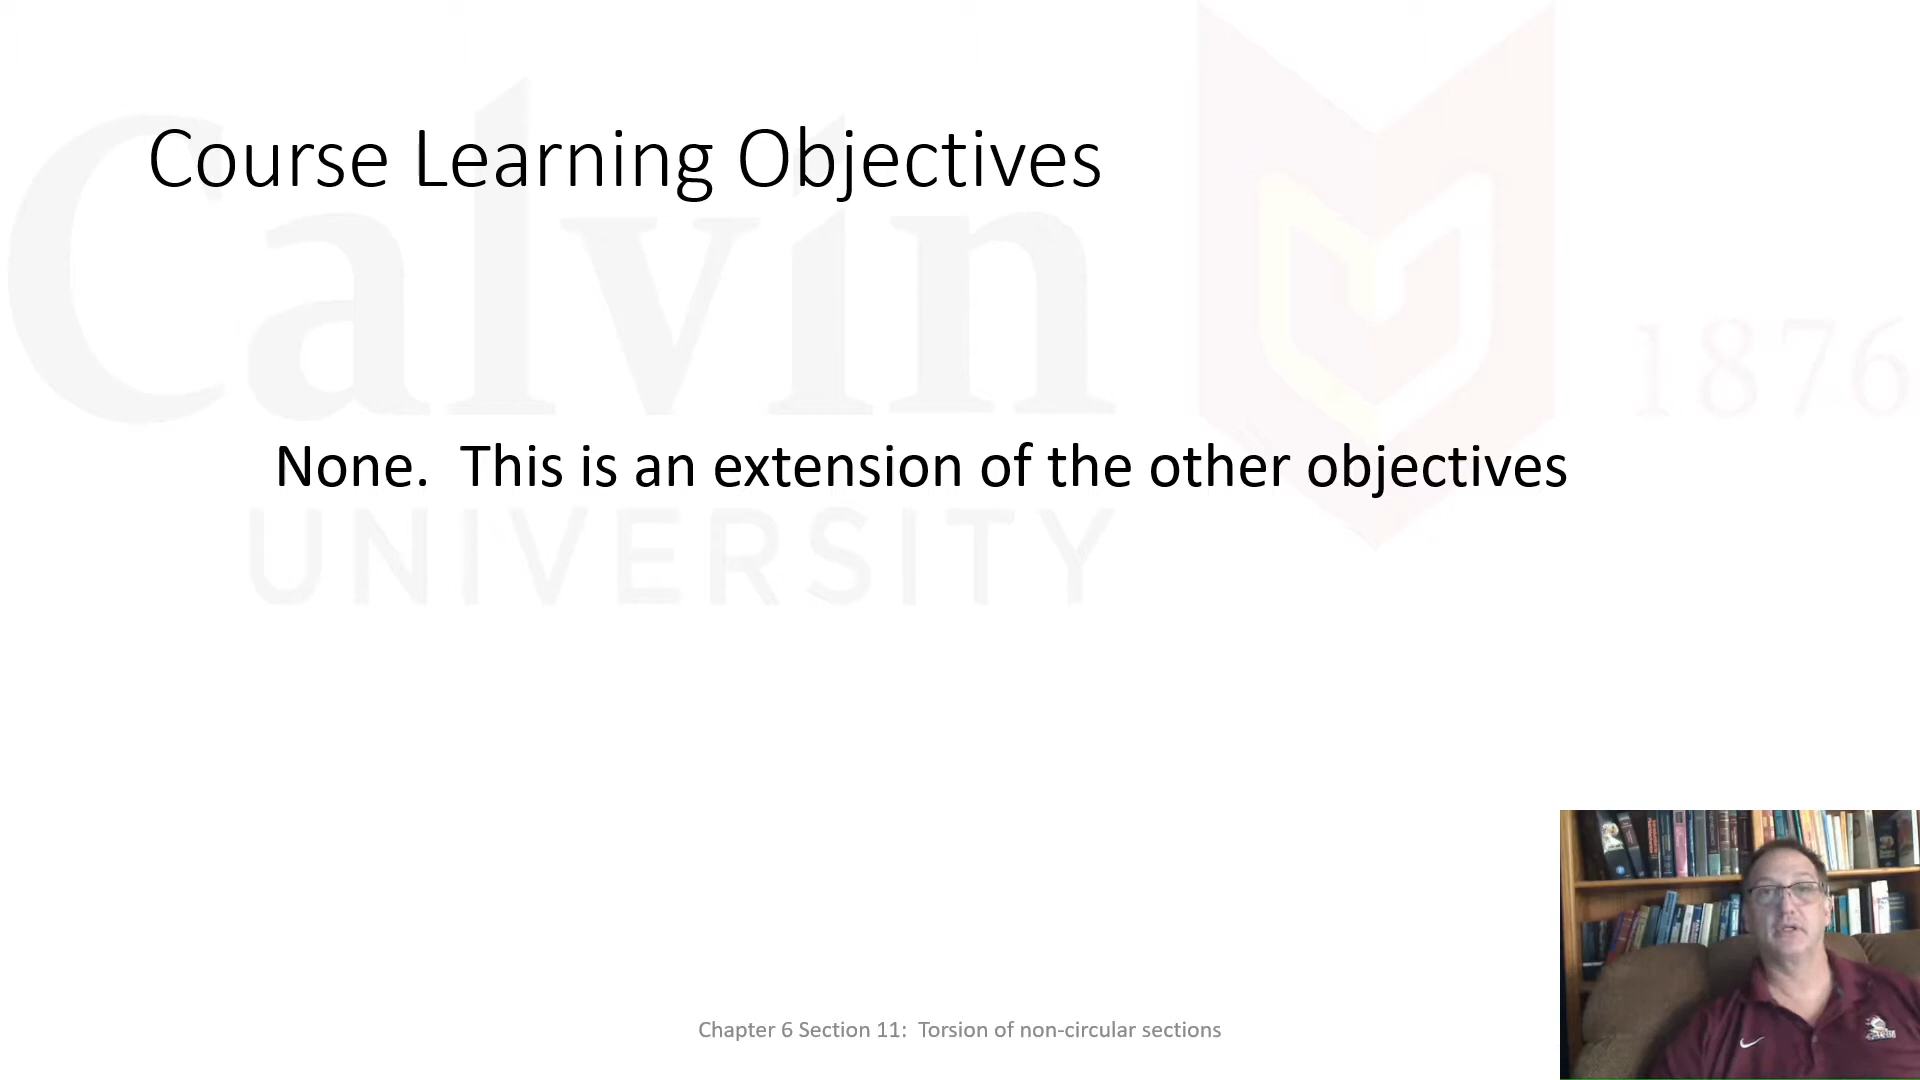 Course Learning Objectives
Calvin
1876
None.  This is an extension of the other objectives
UNIVERSITY
Chapter 6 Section 11:  Torsion of non-circular sections